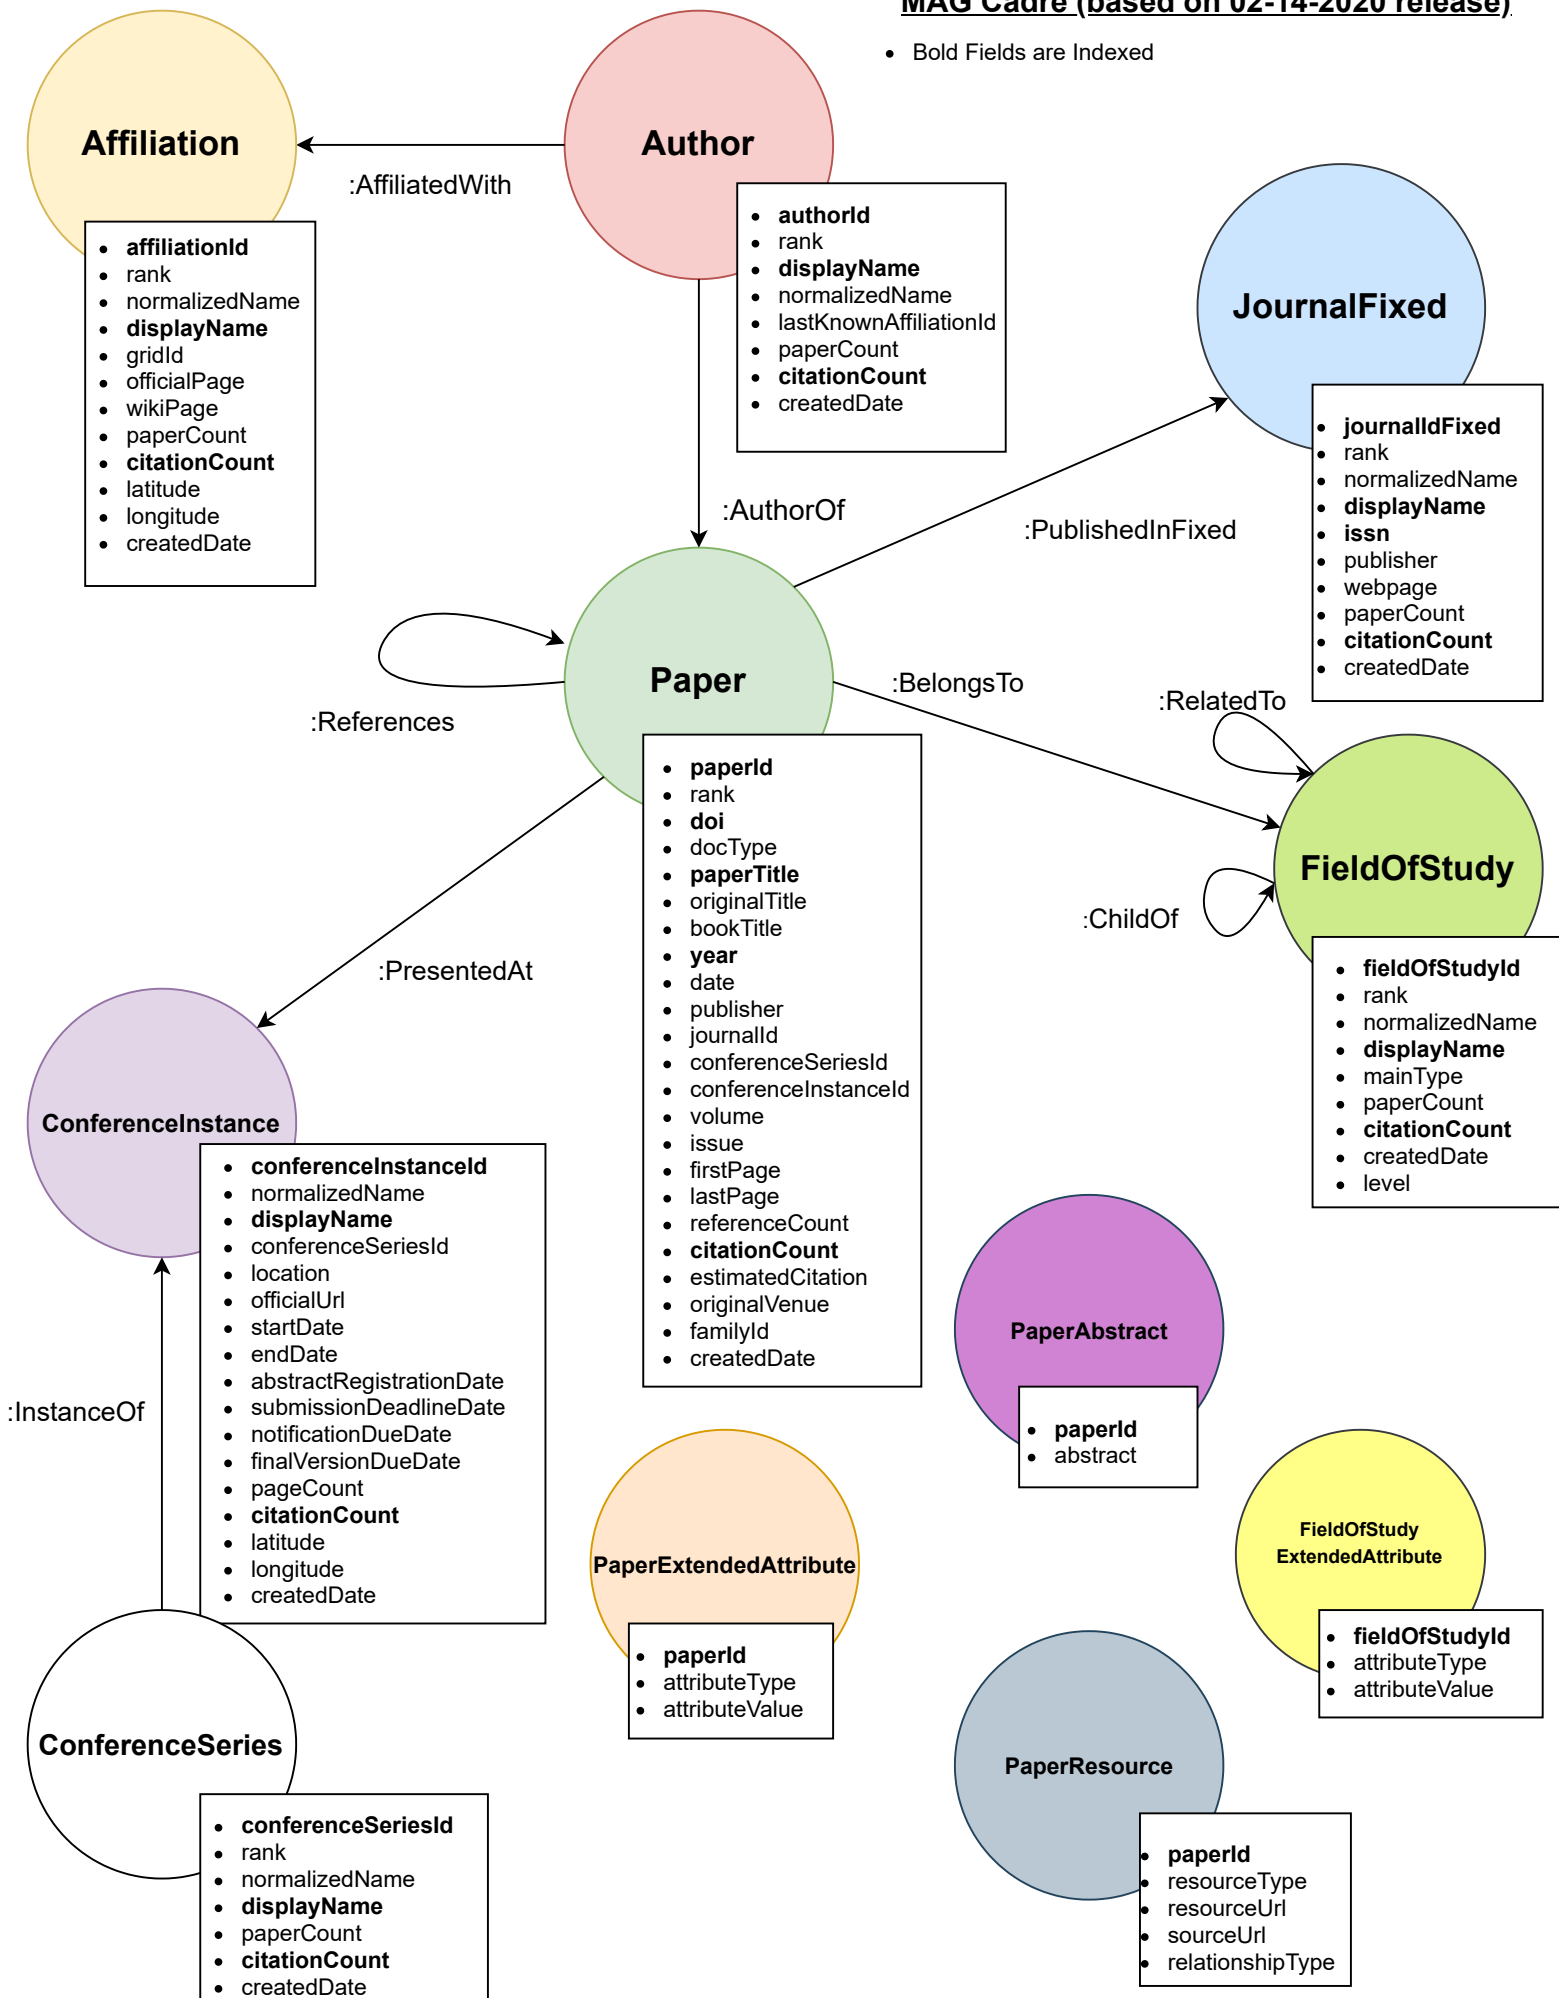 MAG Cadre (based on 02-14-2020 release)
• Bold Fields are Indexed
Affiliation
:AffiliatedWith
Author
• affiliationId
• rank
• normalizedName
• displayName
• gridId
• officialPage
• wikiPage
• paperCount
• citationCount
• latitude
• longitude
• createdDate
• authorId
• rank
• displayName
• normalizedName
• lastKnownAffiliationId
• paperCount
• citationCount
• createdDate
JournalFixed
• journalIdFixed
• rank
• normalizedName
• displayName
• issn
• publisher
• webpage
• paperCount
• citationCount
• createdDate
:AuthorOf
:PublishedInFixed
:References
Paper
:BelongsTo
:RelatedTo
:ChildOf
FieldOfStudy
• fieldOfStudyId
• rank
• normalizedName
• displayName
• mainType
• paperCount
• citationCount
• createdDate
• level
• paperId
• rank
• doi
• docType
• paperTitle
• originalTitle
• bookTitle
• year
• date
• publisher
• journalId
• conferenceSeriesId
• conferenceInstanceId
• volume
• issue
• firstPage
• lastPage
• referenceCount
• citationCount
• estimatedCitation
• originalVenue
• familyId
• createdDate
:PresentedAt
ConferenceInstance
• conferenceInstanceId
• normalizedName
• displayName
• conferenceSeriesId
• location
• officialUrl
• startDate
• endDate
• abstractRegistrationDate
• submissionDeadlineDate
• notificationDueDate
• finalVersionDueDate
• pageCount
• citationCount
• latitude
• longitude
• createdDate
:InstanceOf
PaperAbstract
• paperId
• abstract
PaperExtendedAttribute
• paperId
• attributeType
• attributeValue
FieldOfStudy
ExtendedAttribute
• fieldOfStudyId
• attributeType
• attributeValue
ConferenceSeries
• conferenceSeriesId
• rank
• normalizedName
• displayName
• paperCount
• citationCount
• createdDate
PaperResource
• paperId
• resourceType
• resourceUrl
• sourceUrl
• relationshipType